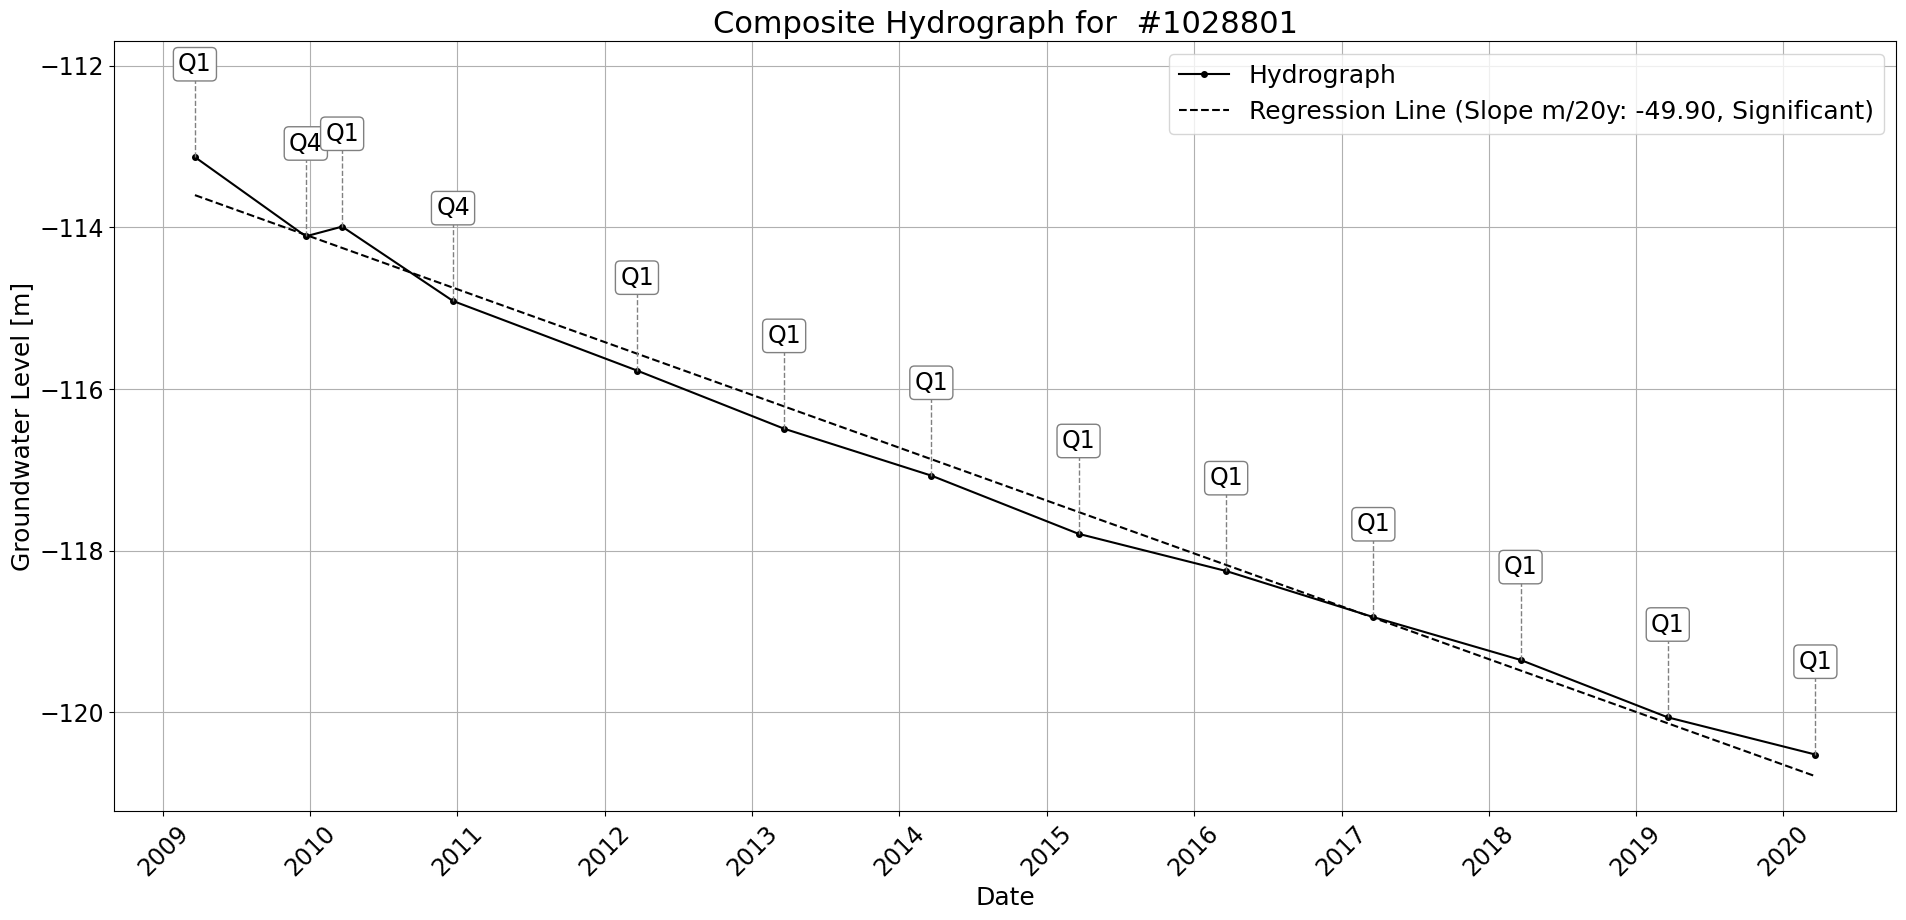 Composite Hydrograph for  #1028801
Hydrograph
Regression Line (Slope m/20y: -49.90, Significant)
Groundwater Level [m]
−112
−114
−116
−118
−120
Q1
Q4
Q1
Q4
Q1
Q1
Q1
Q1
Q1
Q1
Q1
Q1
Q1
2009
2010
2011
2012
2013
2014
2015
2016
2017
2018
2019
2020
Date